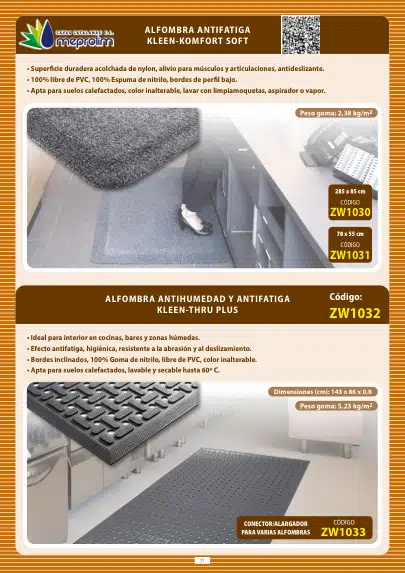 CAPAS CATALANAS S.L.
meprolim
ALFOMBRA ANTIFATIGA
KLEEN-KOMFORT SOFT
• Superficie duradera acolchada de nylon, alivio para músculos y articulaciones, antideslizante.
• 100% libre de PVC, 100% Espuma de nitrilo, bordes de perfil bajo.
• Apta para suelos calefactados, color inalterable, lavar con limpiamoquetas, aspirador o vapor.
Peso goma: 2,38 kg/m²
285 x 85 cm
CÓDIGO
ZW1030
78 x 55 cm
CÓDIGO
ZW1031
ALFOMBRA ANTIHUMEDAD Y ANTIFATIGA
KLEEN-THRU PLUS
Código:
ZW1032
• Ideal para interior en cocinas, bares y zonas húmedas.
• Efecto antifatiga, higiénica, resistente a la abrasión y al deslizamiento.
• Bordes inclinados, 100% Goma de nitrilo, libre de PVC, color inalterable.
• Apta para suelos calefactados, lavable y secable hasta 60º C.
Dimensiones (cm): 143 x 86 x 0,8
Peso goma: 5,23 kg/m²
CONECTOR/ALARGADOR
PARA VARIAS ALFOMBRAS
CÓDIGO
ZW1033